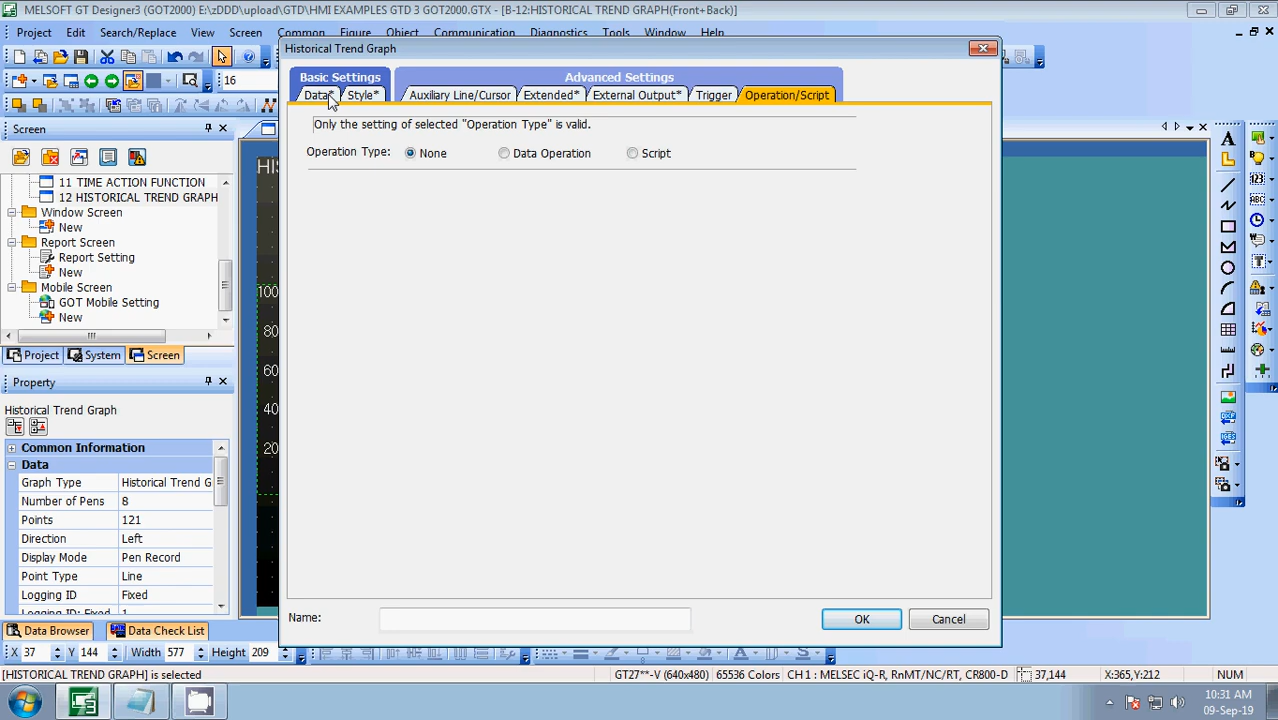 MELSOFT GT Designer3 (GOT2000) E:\zDDD\upload\GTD\HMI EXAMPLES GTD 3 GOT2000.GTX - [B-12:HISTORICAL TREND GRAPH(Front+Back)]
Project Edit Search/Replace View Screen Common Figure Object Communication Diagnostics Tools Window Help
Historical Trend Graph
Basic Settings Advanced Settings
16
Data* Style* Auxiliary Line/Cursor Extended* External Output* Trigger Operation/Script
Screen
Only the setting of selected "Operation Type" is valid.
Operation Type: None Data Operation Script
HIS
11 TIME ACTION FUNCTION
12 HISTORICAL TREND GRAPH
Window Screen
New
Report Screen
Report Setting
New
Mobile Screen
GOT Mobile Setting
New
100
80
60
40
20
Project System Screen
Property
Historical Trend Graph
Common Information
Data
Graph Type Historical Trend G
Number of Pens 8
Points 121
Direction Left
Display Mode Pen Record
Point Type Line
Logging ID Fixed
Logging ID: Fixed 1
Name: OK Cancel
Data Browser Data Check List
X 37 Y 144 Width 577 Height 209
[HISTORICAL TREND GRAPH] is selected GT27**-V (640x480) 65536 Colors CH 1 : MELSEC iQ-R, RnMT/NC/RT, CR800-D 37,144 X:365,Y:212 NUM
10:31 AM
09-Sep-19